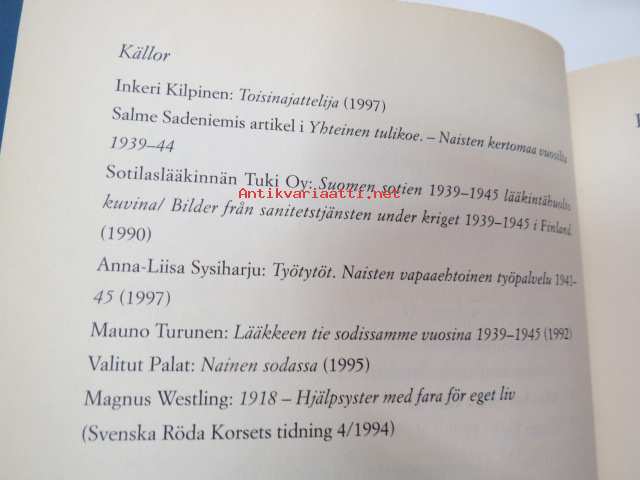 Källor
Inkeri Kilpinen: Toisinajattelija (1997)
Salme Sadeniemis artikel i Yhteinen tulikoe. – Naisten kertomaa vuosilta
1939–44
Sotilaslääkinnän Tuki Oy: Suomen sotien 1939–1945 lääkintähuolto
Antikvariaatti.net
kuvina/ Bilder från sanitetstjänsten under kriget 1939–1945 i Finland.
(1990)
Anna-Liisa Sysiharju: Työtytöt. Naisten vapaaehtoinen työpalvelu 1941–
45 (1997)
Mauno Turunen: Lääkkeen tie sodissamme vuosina 1939–1945 (1992)
Valitut Palat: Nainen sodassa (1995)
Magnus Westling: 1918 – Hjälpsyster med fara för eget liv
(Svenska Röda Korsets tidning 4/1994)